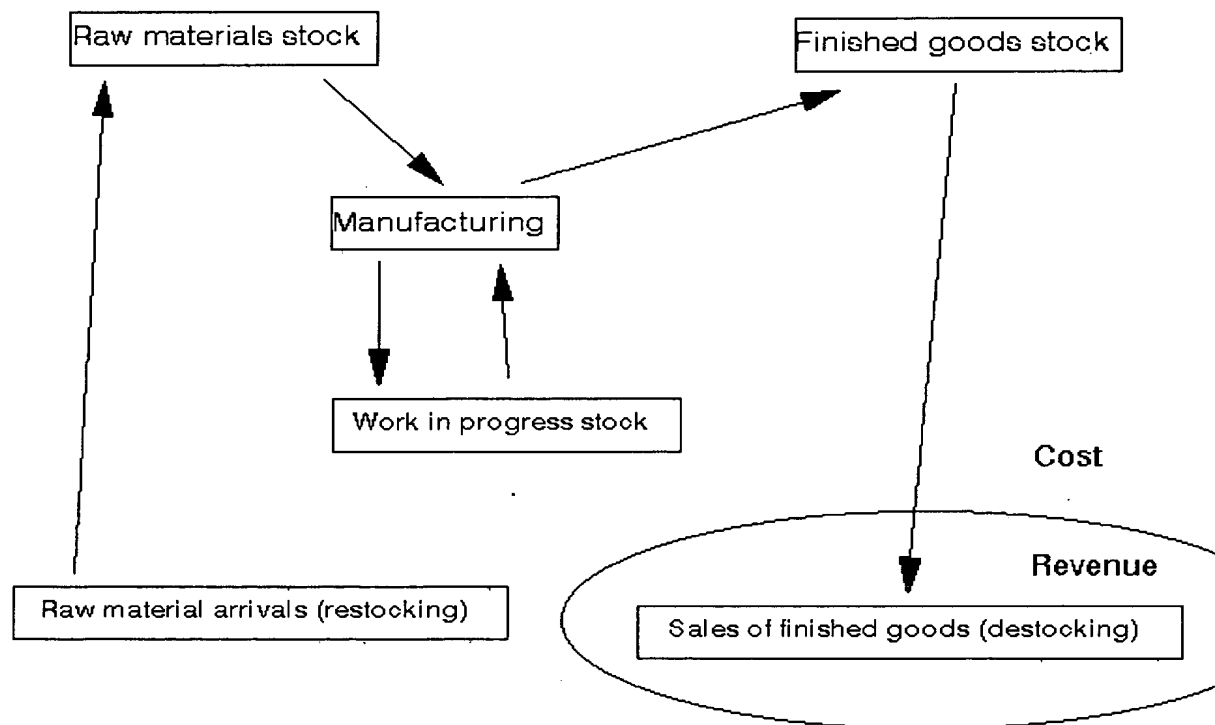 Raw materials stock
Finished goods stock
Manufacturing
Work in progress stock
Cost
Revenue
Raw material arrivals (restocking)
Sales of finished goods (destocking)